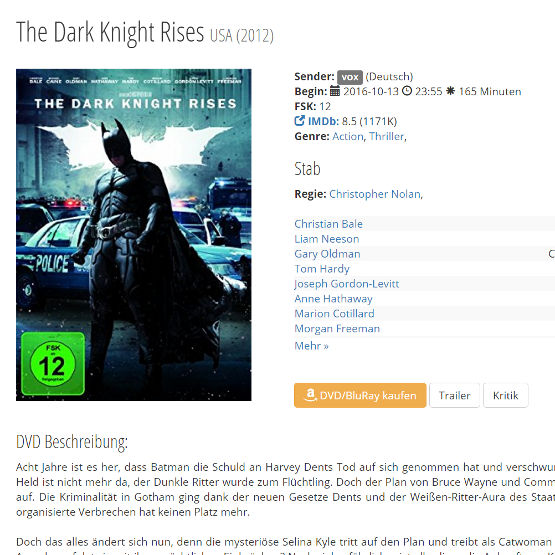 The Dark Knight Rises USA (2012)
BALE CAINE OLDMAN HATHAWAY HARDY COTILLARD GORDON-LEVITT FREEMAN
THE DARK KNIGHT RISES
POLICE
FSK
ab
12
freigegeben
Sender: vox (Deutsch)
Begin: 2016-10-13 23:55 165 Minuten
FSK: 12
IMDb: 8.5 (1171K)
Genre: Action, Thriller,
Stab
Regie: Christopher Nolan,
Christian Bale
Liam Neeson
Gary Oldman C
Tom Hardy
Joseph Gordon-Levitt
Anne Hathaway
Marion Cotillard
Morgan Freeman
Mehr »
DVD/BluRay kaufen Trailer Kritik
DVD Beschreibung:
Acht Jahre ist es her, dass Batman die Schuld an Harvey Dents Tod auf sich genommen hat und verschwu
Held ist nicht mehr da, der Dunkle Ritter wurde zum Flüchtling. Doch der Plan von Bruce Wayne und Comm
auf. Die Kriminalität in Gotham ging dank der neuen Gesetze Dents und der Weißen-Ritter-Aura des Staat
organisierte Verbrechen hat keinen Platz mehr.
Doch das alles ändert sich nun, denn die mysteriöse Selina Kyle tritt auf den Plan und treibt als Catwoman